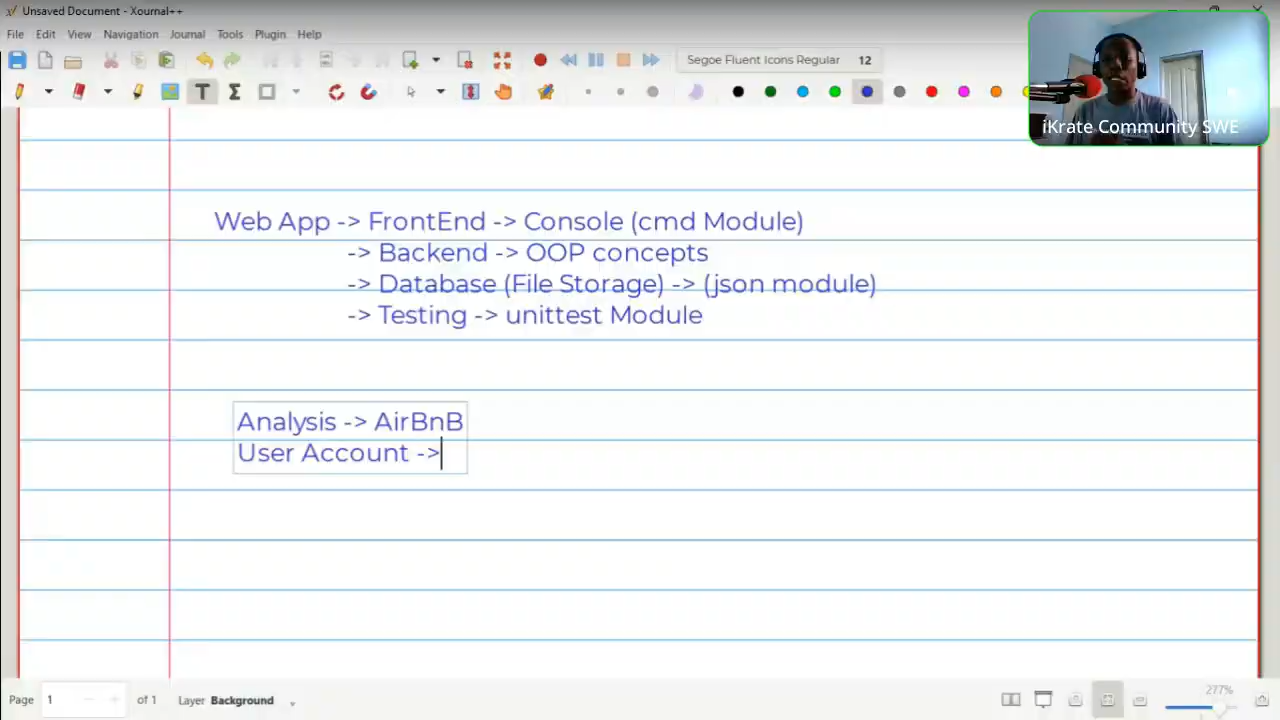 Unsaved Document - Xournal++
File Edit View Navigation Journal Tools Plugin Help
Segoe Fluent Icons Regular 12
iKrate Community SWE
Web App -> FrontEnd -> Console (cmd Module)
-> Backend -> OOP concepts
-> Database (File Storage) -> (json module)
-> Testing -> unittest Module
Analysis -> AirBnB
User Account ->
Page 1 of 1 Layer Background 277%